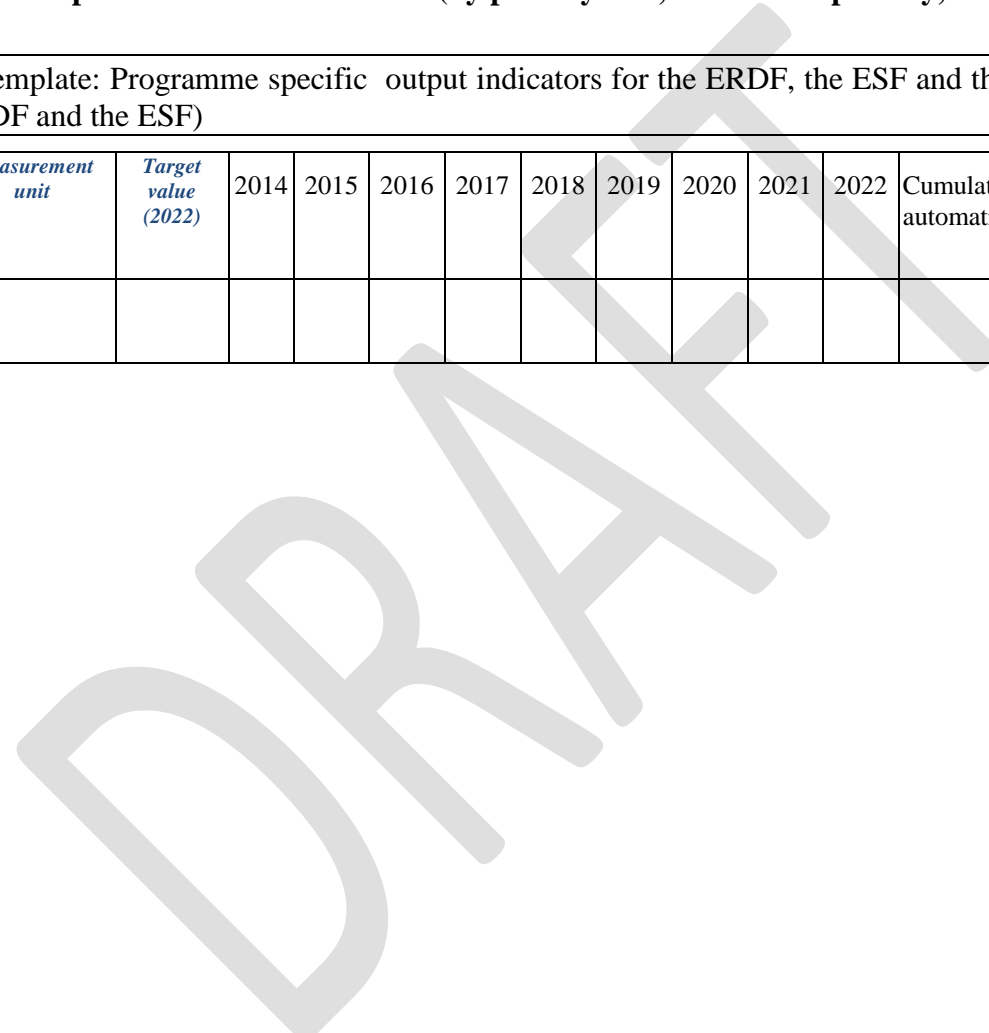 emplate: Programme specific output indicators for the ERDF, the ESF and th
DF and the ESF)
asurement unit Target value (2022) 2014 2015 2016 2017 2018 2019 2020 2021 2022 Cumulat automati
DRAFT